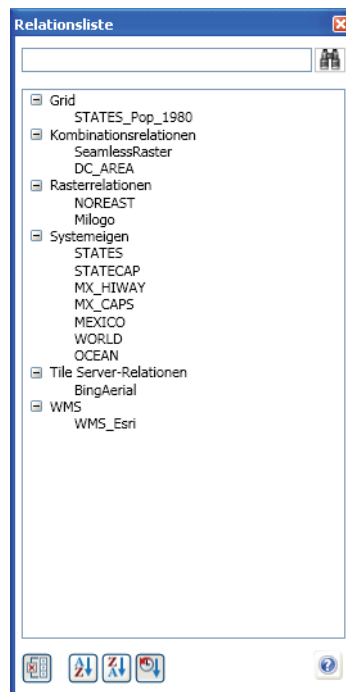 Relationsliste
Grid
STATES_Pop_1980
Kombinationsrelationen
SeamlessRaster
DC_AREA
Rasterrelationen
NOREAST
Milogo
Systemeigen
STATES
STATECAP
MX_HIWAY
MX_CAPS
MEXICO
WORLD
OCEAN
Tile Server-Relationen
BingAerial
WMS
WMS_Esri